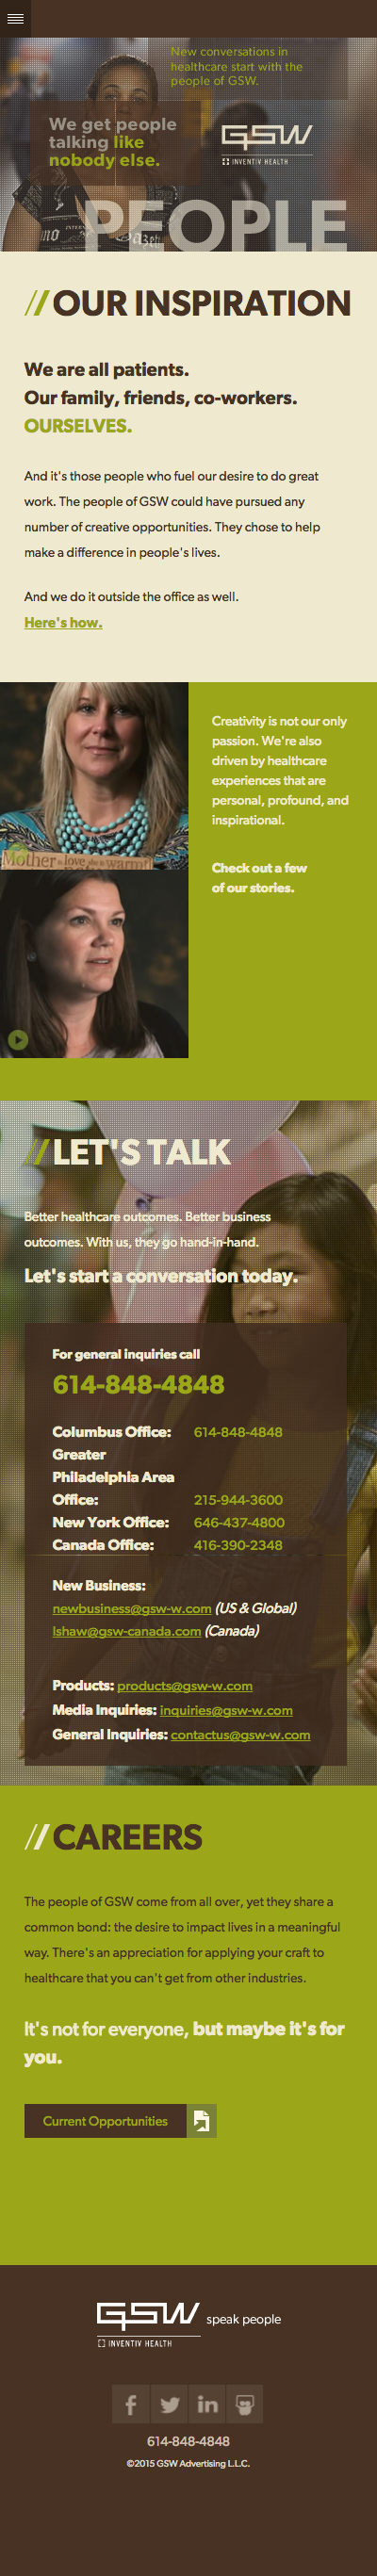 New conversations in
healthcare start with the
people of GSW.
We get people
talking like
nobody else.
GSW
INVENTIV HEALTH
PEOPLE
// OUR INSPIRATION
We are all patients.
Our family, friends, co-workers.
OURSELVES.
And it's those people who fuel our desire to do great
work. The people of GSW could have pursued any
number of creative opportunities. They chose to help
make a difference in people's lives.
And we do it outside the office as well.
Here's how.
Creativity is not our only
passion. We're also
driven by healthcare
experiences that are
personal, profound, and
inspirational.
Check out a few
of our stories.
Mother
// LET'S TALK
Better healthcare outcomes. Better business
outcomes. With us, they go hand-in-hand.
Let's start a conversation today.
For general inquiries call
614-848-4848
Columbus Office: 614-848-4848
Greater
Philadelphia Area
Office: 215-944-3600
New York Office: 646-437-4800
Canada Office: 416-390-2348
New Business:
newbusiness@gsw-w.com (US & Global)
lshaw@gsw-canada.com (Canada)
Products: products@gsw-w.com
Media Inquiries: inquiries@gsw-w.com
General Inquiries: contactus@gsw-w.com
// CAREERS
The people of GSW come from all over, yet they share a
common bond: the desire to impact lives in a meaningful
way. There's an appreciation for applying your craft to
healthcare that you can't get from other industries.
It's not for everyone, but maybe it's for
you.
Current Opportunities
GSW speak people
INVENTIV HEALTH
614-848-4848
©2015 GSW Advertising L.L.C.